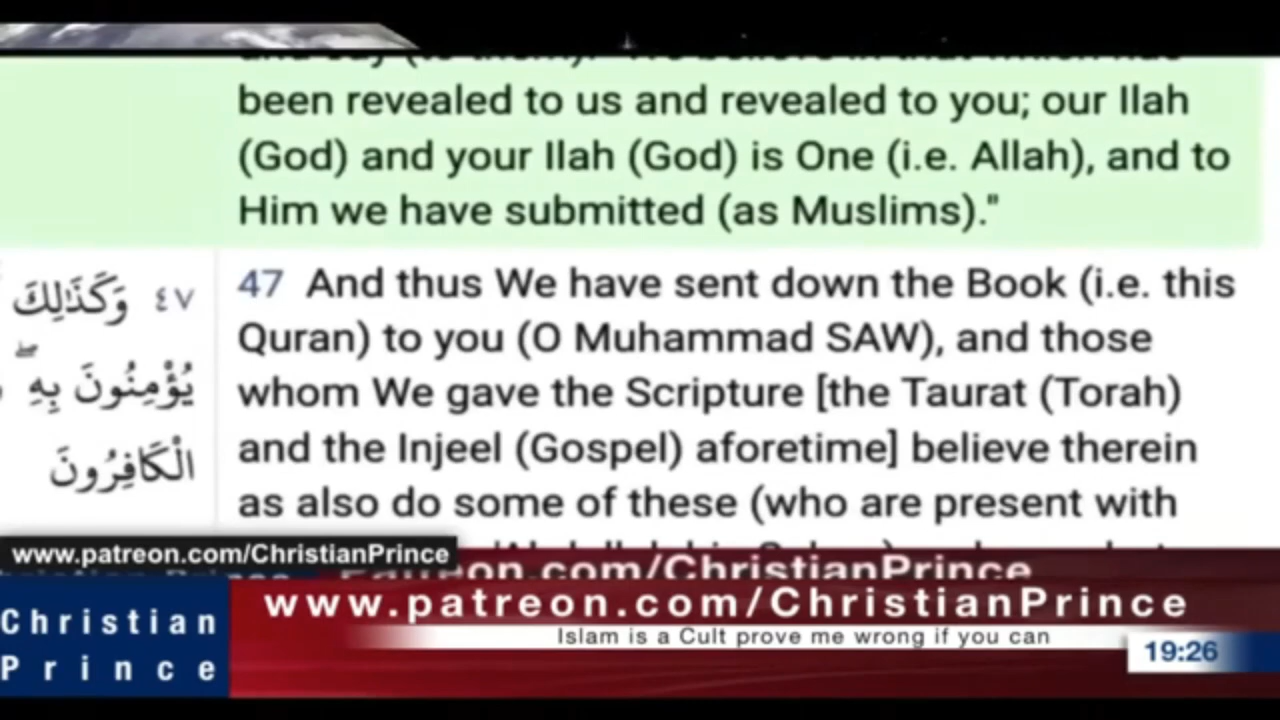 been revealed to us and revealed to you; our Ilah
(God) and your Ilah (God) is One (i.e. Allah), and to
Him we have submitted (as Muslims)."
47 And thus We have sent down the Book (i.e. this
Quran) to you (O Muhammad SAW), and those
whom We gave the Scripture [the Taurat (Torah)
and the Injeel (Gospel) aforetime] believe therein
as also do some of these (who are present with
٤٧ وَكَذَٰلِكَ
يُؤْمِنُونَ بِهِ ۖ
الْكَافِرُونَ
www.patreon.com/ChristianPrince
Patreon.com/ChristianPrince
www.patreon.com/ChristianPrince
Islam is a Cult prove me wrong if you can
Christian
Prince
19:26